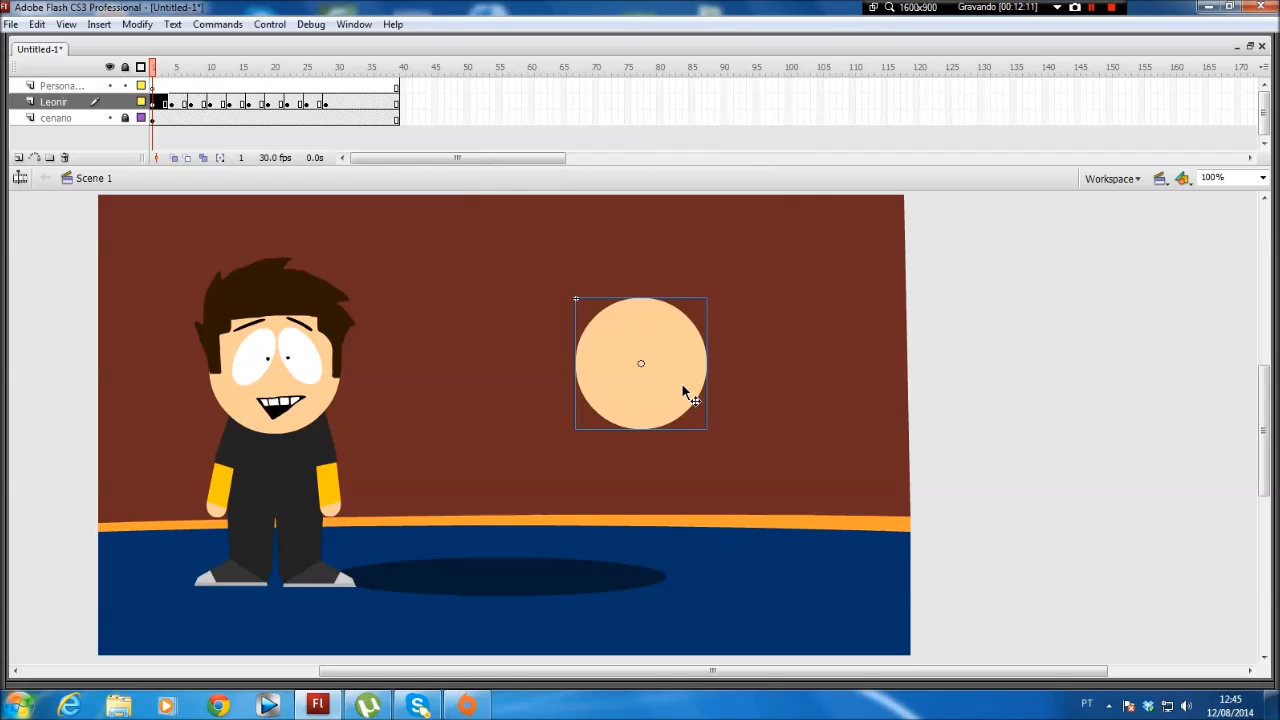 Adobe Flash CS3 Professional - [Untitled-1*]
1600x900 Gravando [00:12:11]
File Edit View Insert Modify Text Commands Control Debug Window Help
Untitled-1*
5 10 15 20 25 30 35 40 45 50 55 60 65 70 75 80 85 90 95 100 105 110 115 120 125 130 135 140 145 150 155 160 165 170
Persona...
Leonir
cenario
1 30.0 fps 0.0s
Scene 1 Workspace 100%
PT 12:45
12/08/2014